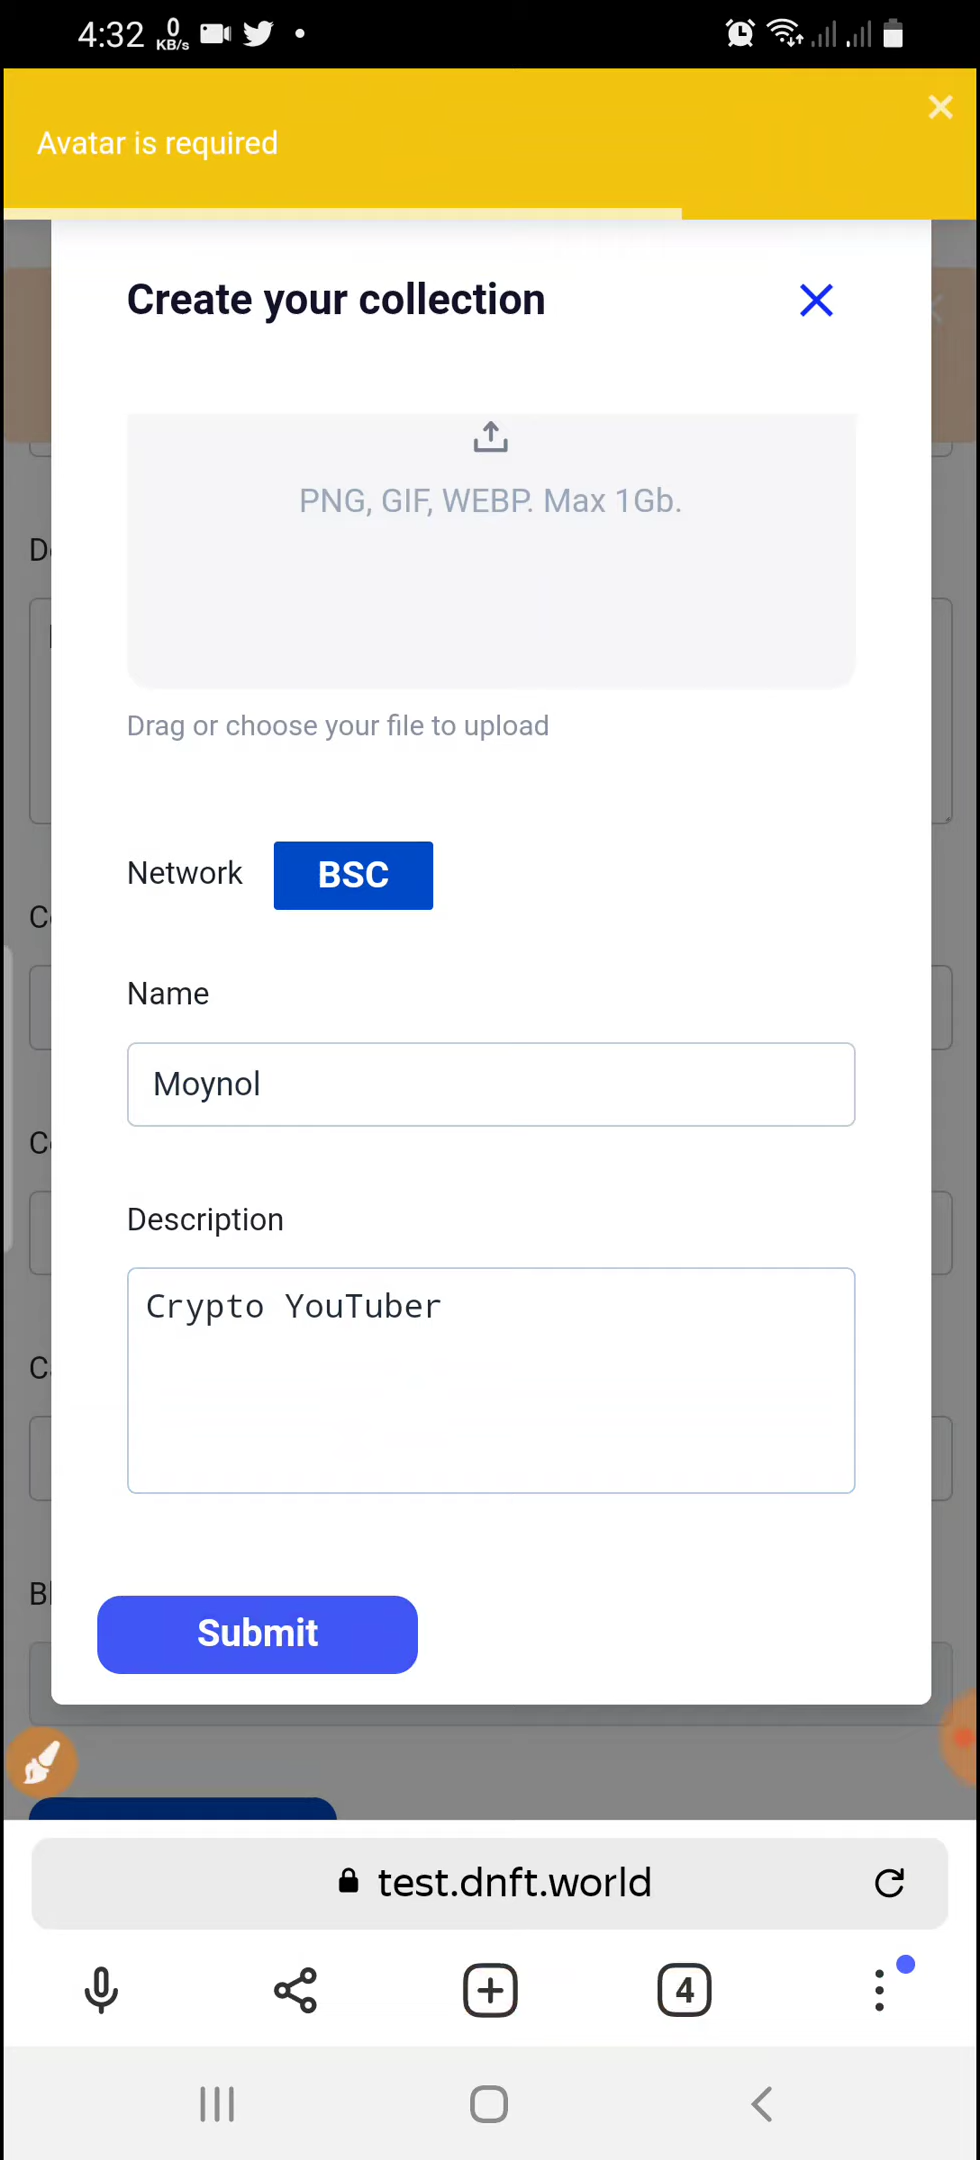 4:32 0 KB/s
Avatar is required
Create your collection
PNG, GIF, WEBP. Max 1Gb.
Drag or choose your file to upload
Network BSC
Name
Moynol
Description
Crypto YouTuber
Submit
test.dnft.world
4